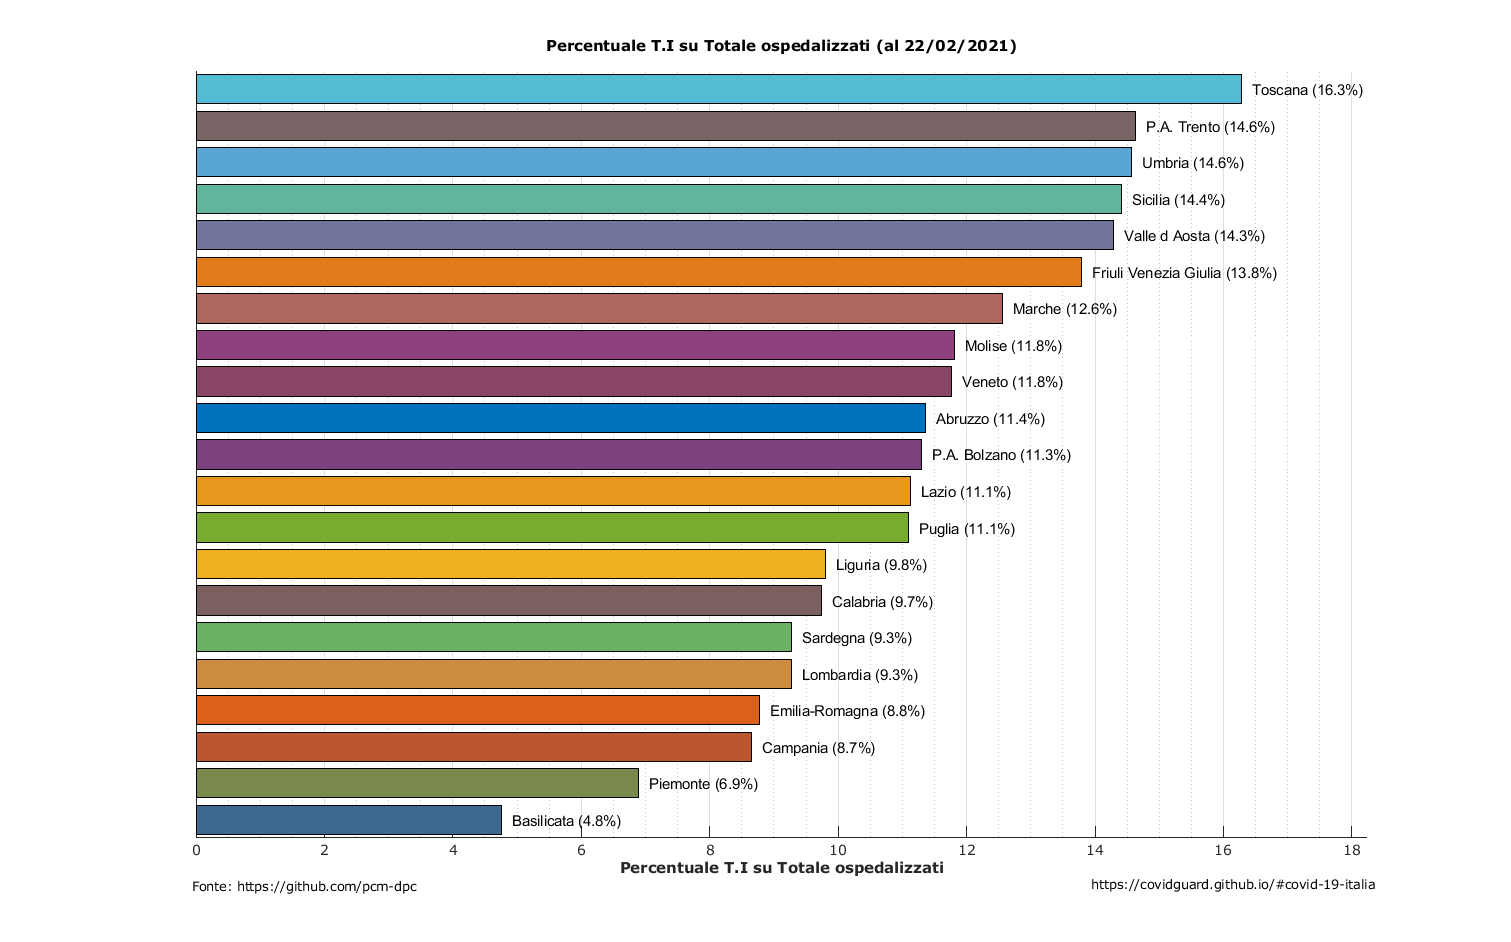 Percentuale T.I su Totale ospedalizzati (al 22/02/2021)
Toscana (16.3%)
P.A. Trento (14.6%)
Umbria (14.6%)
Sicilia (14.4%)
Valle d Aosta (14.3%)
Friuli Venezia Giulia (13.8%)
Marche (12.6%)
Molise (11.8%)
Veneto (11.8%)
Abruzzo (11.4%)
P.A. Bolzano (11.3%)
Lazio (11.1%)
Puglia (11.1%)
Liguria (9.8%)
Calabria (9.7%)
Sardegna (9.3%)
Lombardia (9.3%)
Emilia-Romagna (8.8%)
Campania (8.7%)
Piemonte (6.9%)
Basilicata (4.8%)
0 2 4 6 8 10 12 14 16 18
Percentuale T.I su Totale ospedalizzati
Fonte: https://github.com/pcm-dpc
https://covidguard.github.io/#covid-19-italia